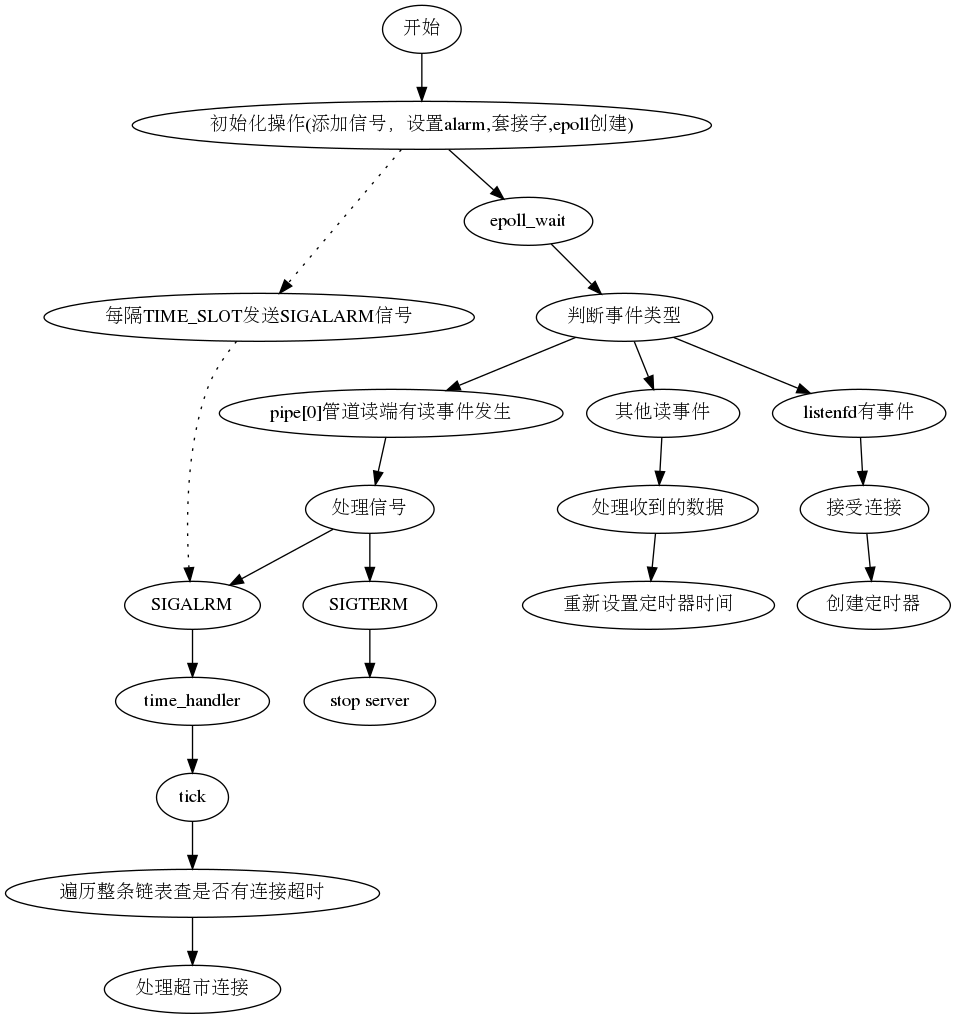 开始
初始化操作(添加信号，设置alarm,套接字,epoll创建)
epoll_wait
每隔TIME_SLOT发送SIGALARM信号
判断事件类型
pipe[0]管道读端有读事件发生
其他读事件
listenfd有事件
处理信号
处理收到的数据
接受连接
SIGALRM
SIGTERM
重新设置定时器时间
创建定时器
time_handler
stop server
tick
遍历整条链表查是否有连接超时
处理超市连接